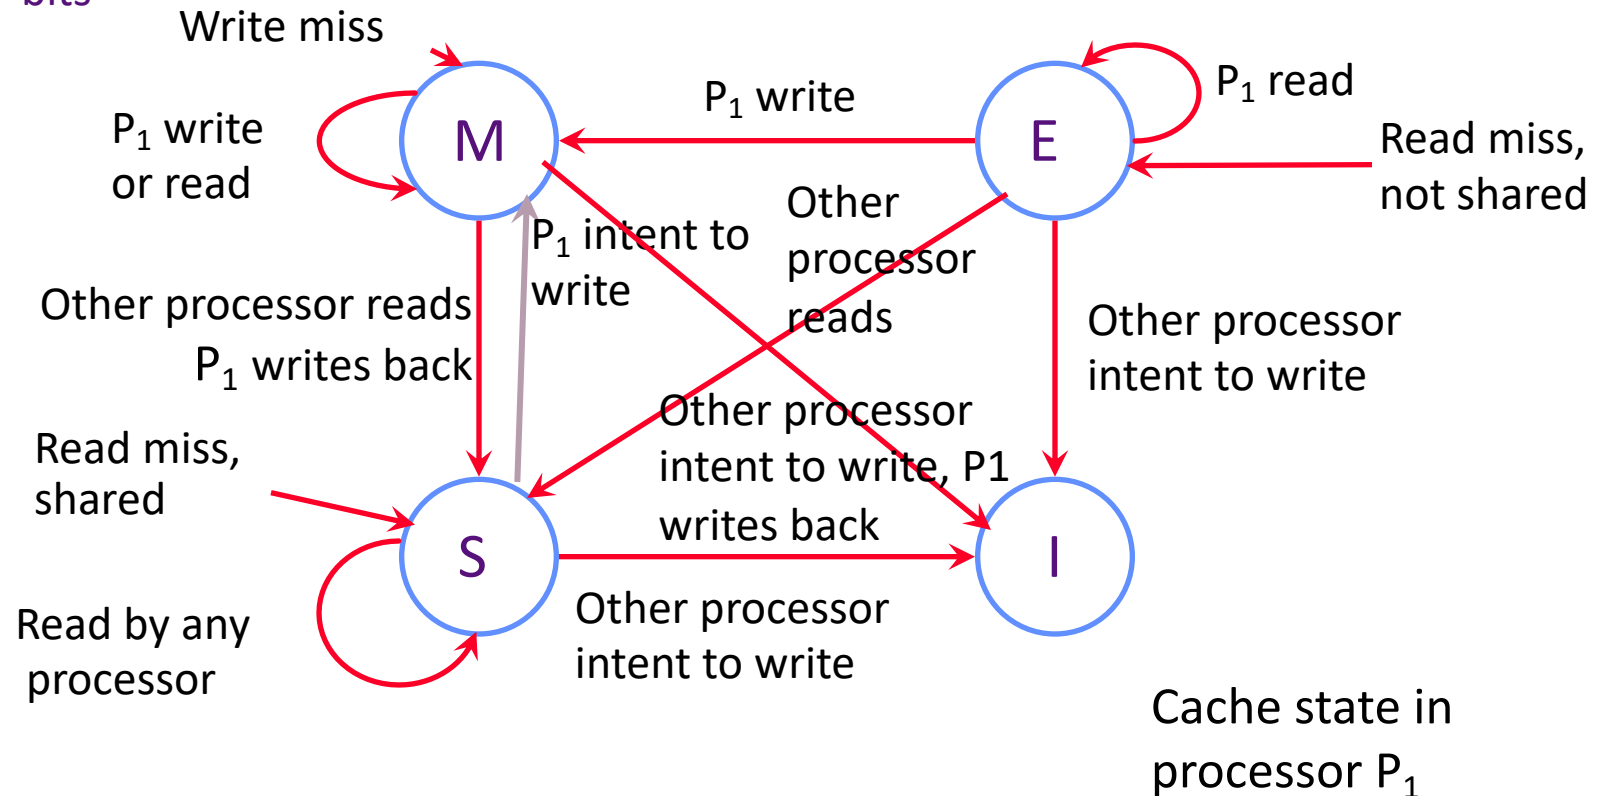 bits
Write miss
P₁ write
or read
M
P₁ write
E
P₁ read
Read miss,
not shared
P₁ intent to
write
Other
processor
reads
Other processor reads
P₁ writes back
Other processor
intent to write
Other processor
intent to write, P1
writes back
Read miss,
shared
S
I
Read by any
processor
Other processor
intent to write
Cache state in
processor P₁